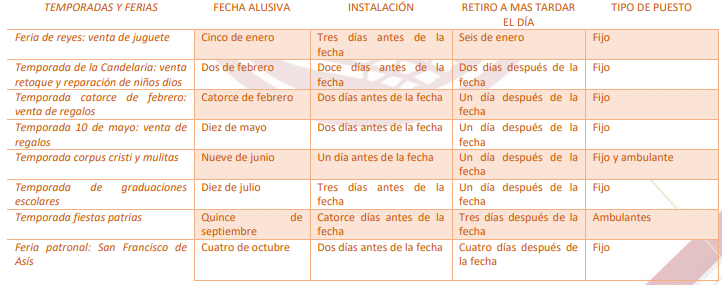 TEMPORADAS Y FERIAS FECHA ALUSIVA INSTALACIÓN RETIRO A MAS TARDAR TIPO DE PUESTO
EL DÍA
Feria de reyes: venta de juguete Cinco de enero Tres días antes de la Seis de enero Fijo
fecha
Temporada de la Candelaria: venta Dos de febrero Doce días antes de la Dos días después de la Fijo
retoque y reparación de niños dios fecha fecha
Temporada catorce de febrero: Catorce de febrero Dos días antes de la fecha Un día después de la Fijo
venta de regalos fecha
Temporada 10 de mayo: venta de Diez de mayo Dos días antes de la fecha Un día después de la Fijo
regalos fecha
Temporada corpus cristi y mulitas Nueve de junio Un día antes de la fecha Un día después de la Fijo y ambulante
fecha
Temporada de graduaciones Diez de julio Tres días antes de la Un día después de la Fijo
escolares fecha fecha
Temporada fiestas patrias Quince de Catorce días antes de la Tres días después de la Ambulantes
septiembre fecha fecha
Feria patronal: San Francisco de Cuatro de octubre Dos días antes de la fecha Cuatro días después de Fijo
Asís la fecha